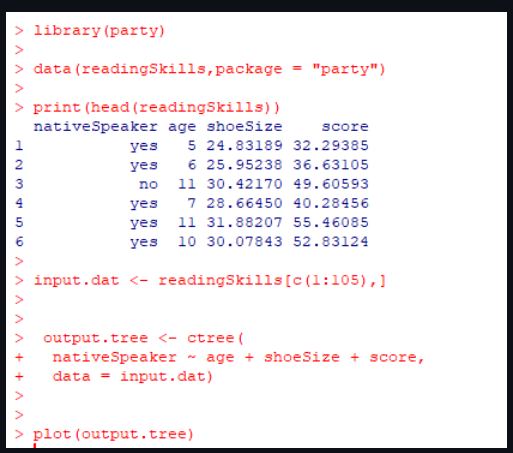 > library(party)
>
> data(readingSkills,package = "party")
>
> print(head(readingSkills))
  nativeSpeaker age shoeSize    score
1           yes   5 24.83189 32.29385
2           yes   6 25.95238 36.63105
3            no  11 30.42170 49.60593
4           yes   7 28.66450 40.28456
5           yes  11 31.88207 55.46085
6           yes  10 30.07843 52.83124
>
> input.dat <- readingSkills[c(1:105),]
>
>
>  output.tree <- ctree(
+   nativeSpeaker ~ age + shoeSize + score,
+   data = input.dat)
>
>
> plot(output.tree)